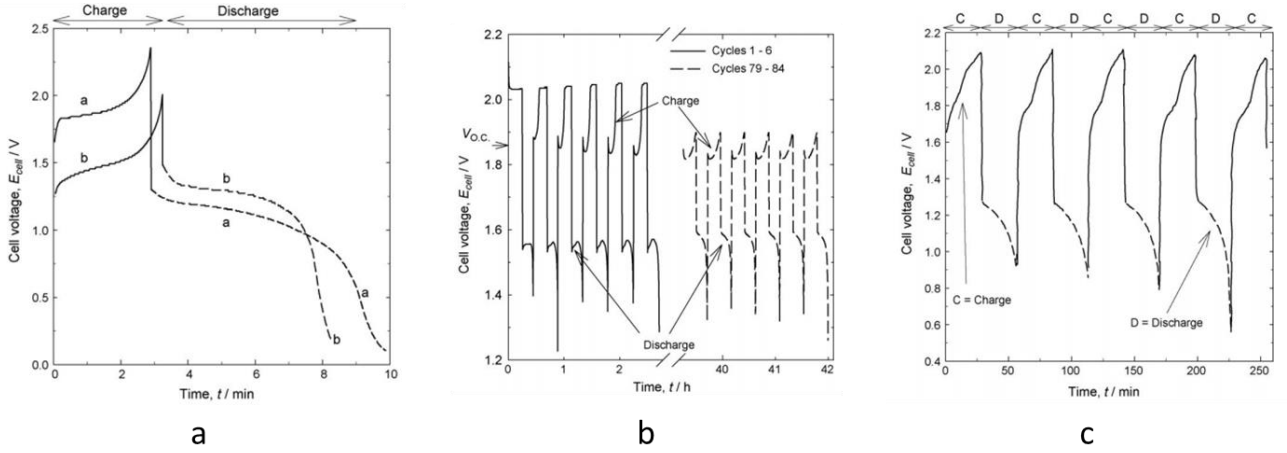 Charge Discharge
2.5
2.0
1.5
1.0
0.5
0.0
Cell voltage, E_cell / V
a
b
b
a
a
b
0 2 4 6 8 10
Time, t / min
a
2.2
2.0
V_O.C.
1.8
1.6
1.4
1.2
Cell voltage, E_cell / V
Cycles 1 - 6
Cycles 79 - 84
Charge
Discharge
0 1 2 40 41 42
Time, t / h
b
C D C D C D C D C
2.2
2.0
1.8
1.6
1.4
1.2
1.0
0.8
0.6
0.4
Cell voltage, E_cell / V
C = Charge
D = Discharge
0 50 100 150 200 250
Time, t / min
c